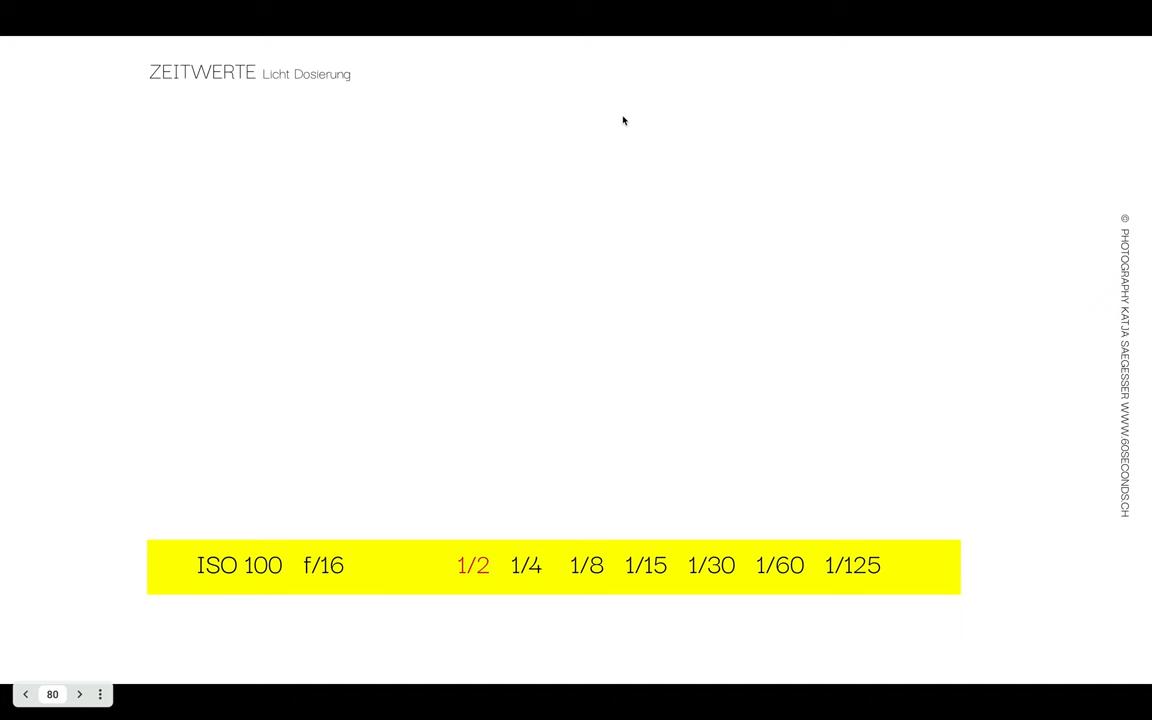 ZEITWERTE Licht Dosierung
© PHOTOGRAPHY KATJA SAEGESSER WWW.60SECONDS.CH
ISO 100 f/16 1/2 1/4 1/8 1/15 1/30 1/60 1/125
80